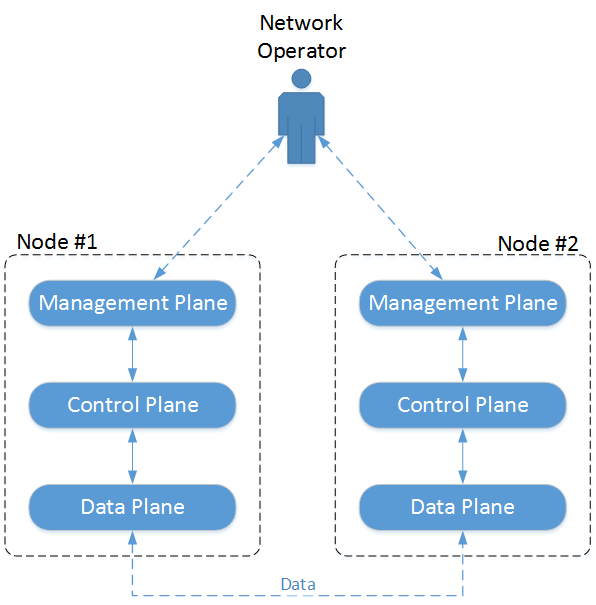 Network
Operator
Node #1
Node #2
Management Plane
Management Plane
Control Plane
Control Plane
Data Plane
Data Plane
Data